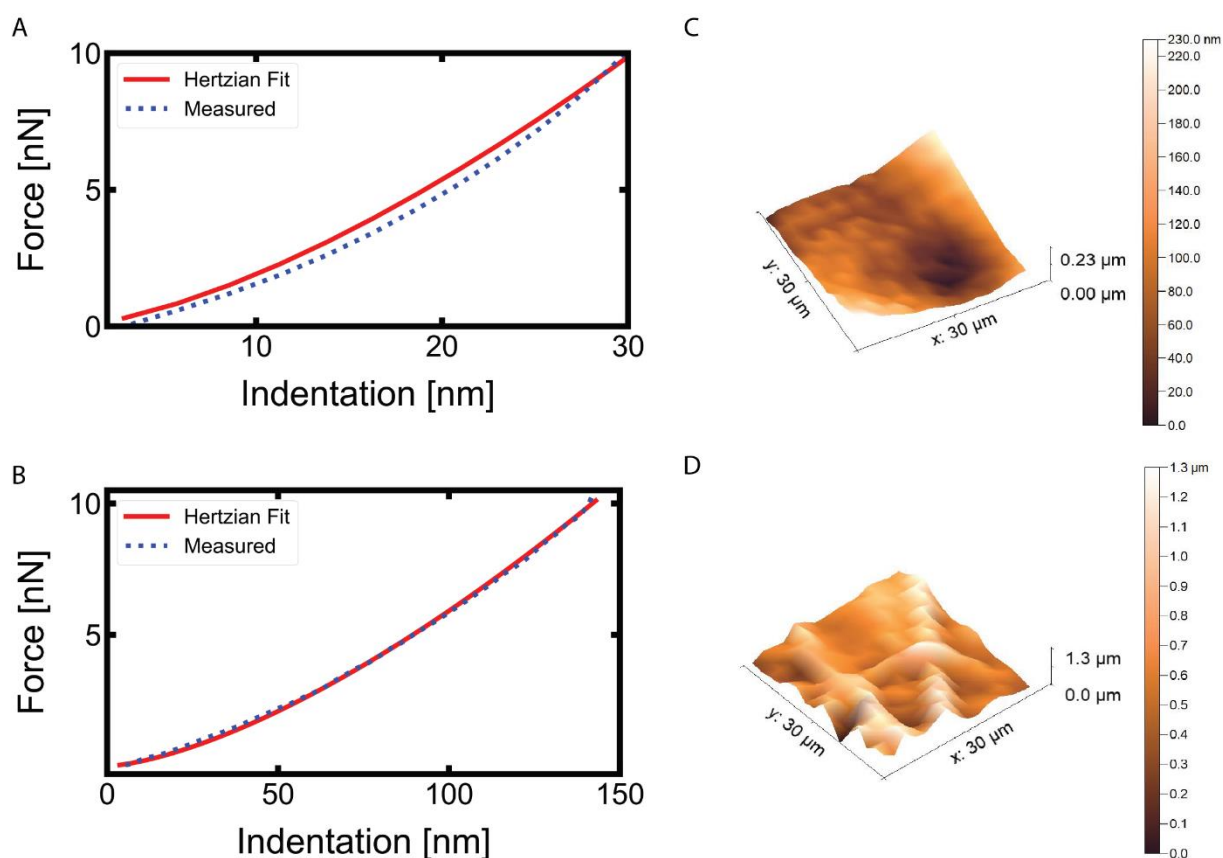 A
Force [nN]
10
5
0
Hertzian Fit
Measured
10
20
30
Indentation [nm]
B
Force [nN]
10
5
Hertzian Fit
Measured
0
50
100
150
Indentation [nm]
C
y: 30 µm
x: 30 µm
0.23 µm
0.00 µm
230.0 nm
220.0
200.0
180.0
160.0
140.0
120.0
100.0
80.0
60.0
40.0
20.0
0.0
D
y: 30 µm
x: 30 µm
1.3 µm
0.0 µm
1.3 µm
1.2
1.1
1.0
0.9
0.8
0.7
0.6
0.5
0.4
0.3
0.2
0.1
0.0